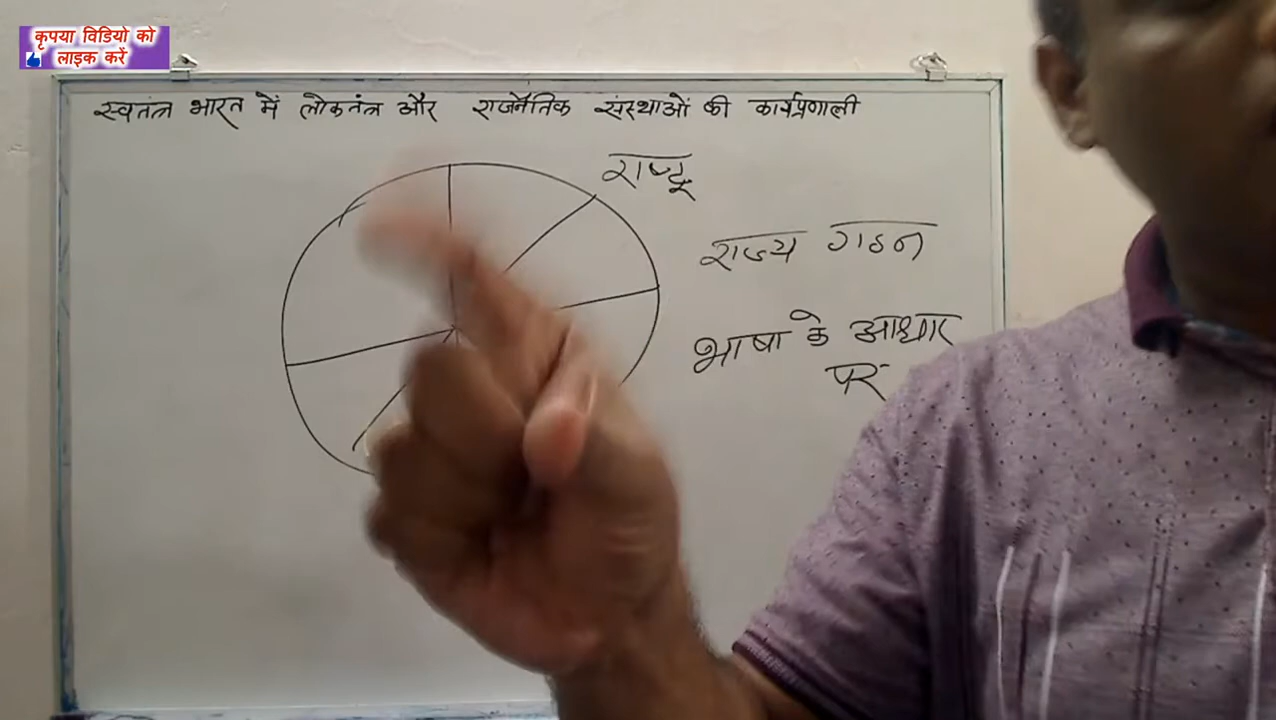 कृपया विडियो को
लाइक करें
स्वतंत्र भारत में लोकतंत्र और राजनैतिक संस्थाओं की कार्यप्रणाली
राष्ट्र
राज्य गठन
भाषा के आधार
पर